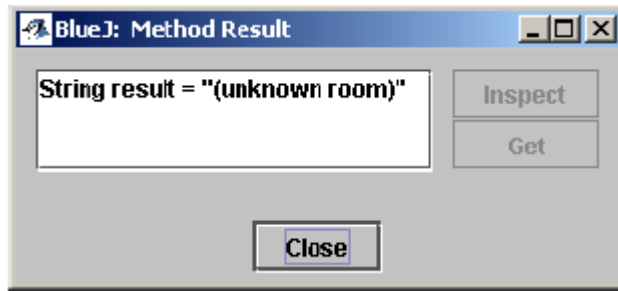 BlueJ: Method Result
String result = "(unknown room)"
Inspect
Get
Close